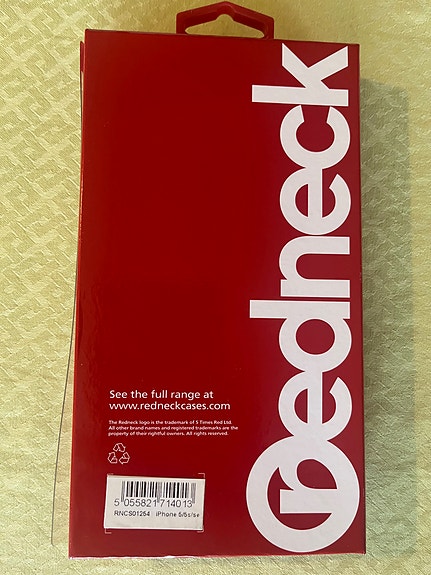 Redneck
See the full range at
www.redneckcases.com
The Redneck logo is the trademark of 5 Times Red Ltd.
All other brand names and registered trademarks are the
property of their rightful owners. All rights reserved.
5 055821 714013
RNCS01254 iPhone 5/5s/se